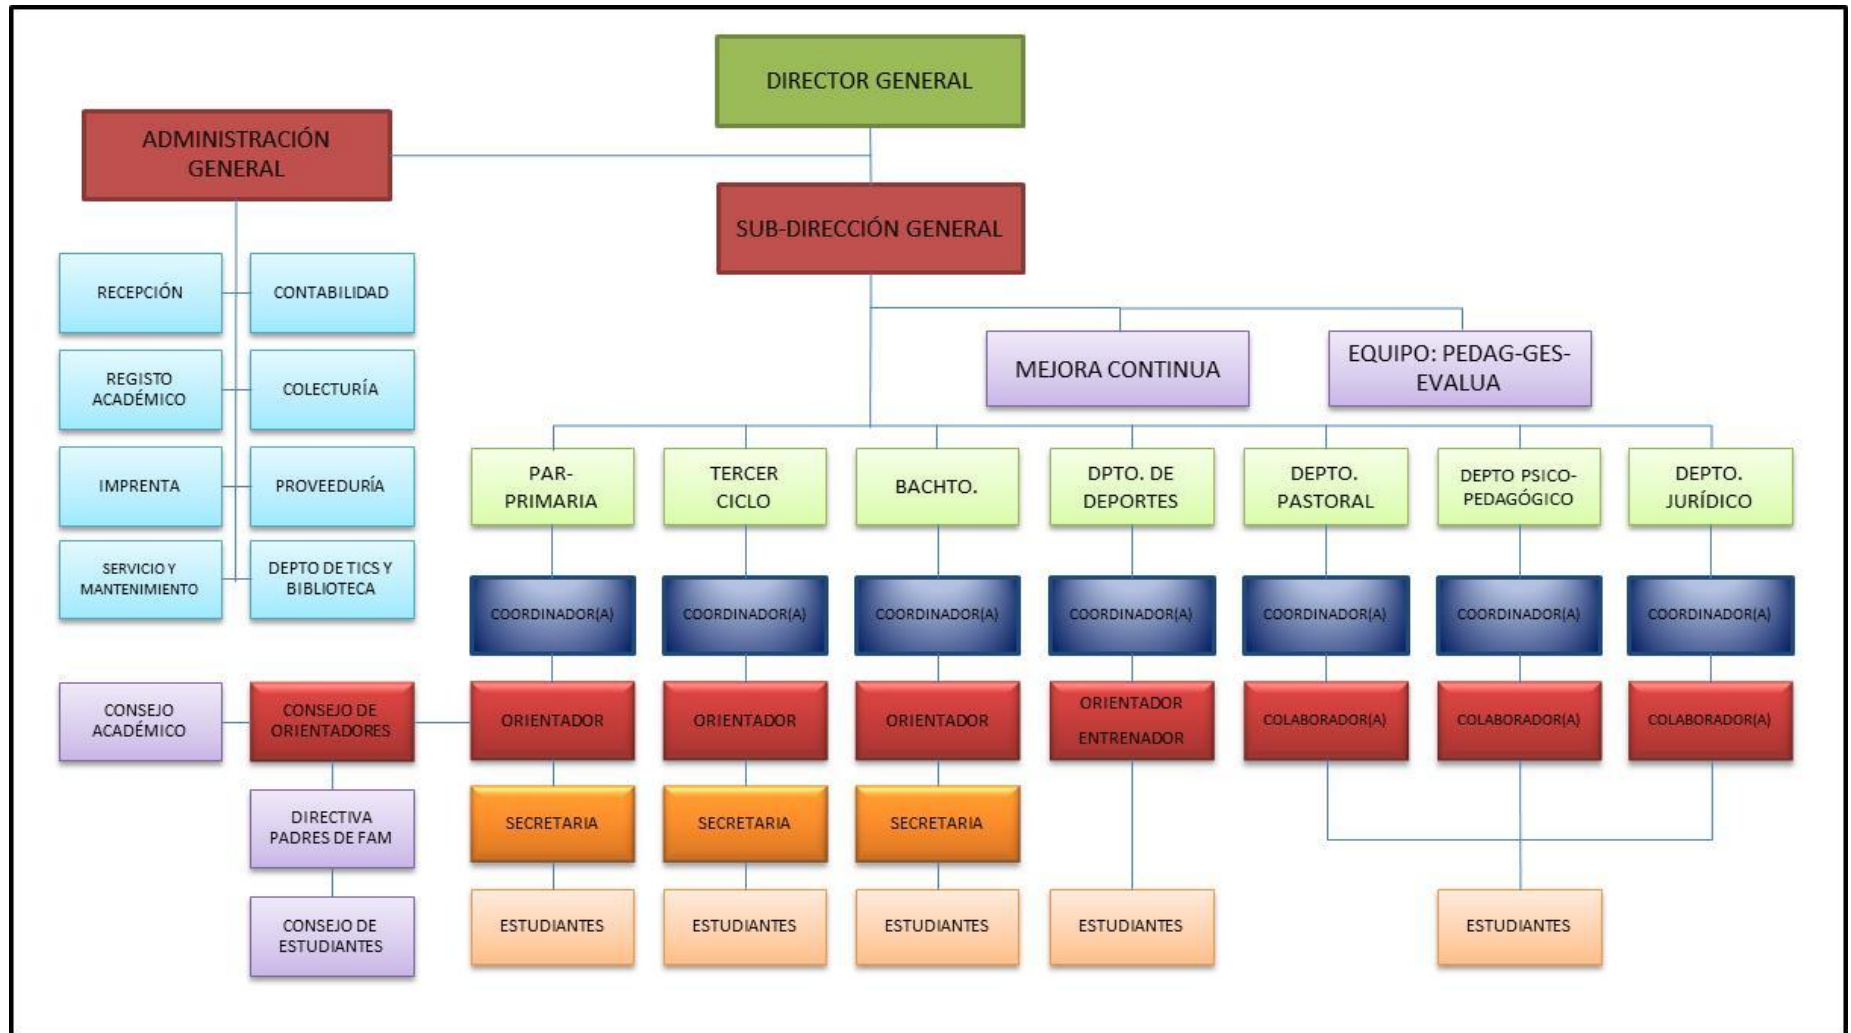 DIRECTOR GENERAL
ADMINISTRACIÓN
GENERAL
SUB-DIRECCIÓN GENERAL
RECEPCIÓN
CONTABILIDAD
REGISTO
ACADÉMICO
COLECTURÍA
IMPRENTA
PROVEEDURÍA
SERVICIO Y
MANTENIMIENTO
DEPTO DE TICS Y
BIBLIOTECA
MEJORA CONTINUA
EQUIPO: PEDAG-GES-
EVALUA
PAR-
PRIMARIA
TERCER
CICLO
BACHTO.
DPTO. DE
DEPORTES
DEPTO.
PASTORAL
DEPTO PSICO-
PEDAGÓGICO
DEPTO.
JURÍDICO
COORDINADOR(A)
COORDINADOR(A)
COORDINADOR(A)
COORDINADOR(A)
COORDINADOR(A)
COORDINADOR(A)
COORDINADOR(A)
CONSEJO
ACADÉMICO
CONSEJO DE
ORIENTADORES
ORIENTADOR
ORIENTADOR
ORIENTADOR
ORIENTADOR
ENTRENADOR
COLABORADOR(A)
COLABORADOR(A)
COLABORADOR(A)
DIRECTIVA
PADRES DE FAM
SECRETARIA
SECRETARIA
SECRETARIA
CONSEJO DE
ESTUDIANTES
ESTUDIANTES
ESTUDIANTES
ESTUDIANTES
ESTUDIANTES
ESTUDIANTES